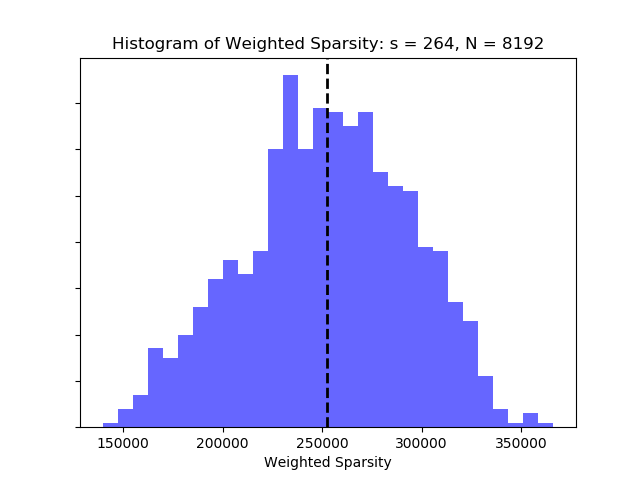 Histogram of Weighted Sparsity: s = 264, N = 8192
150000 200000 250000 300000 350000
Weighted Sparsity